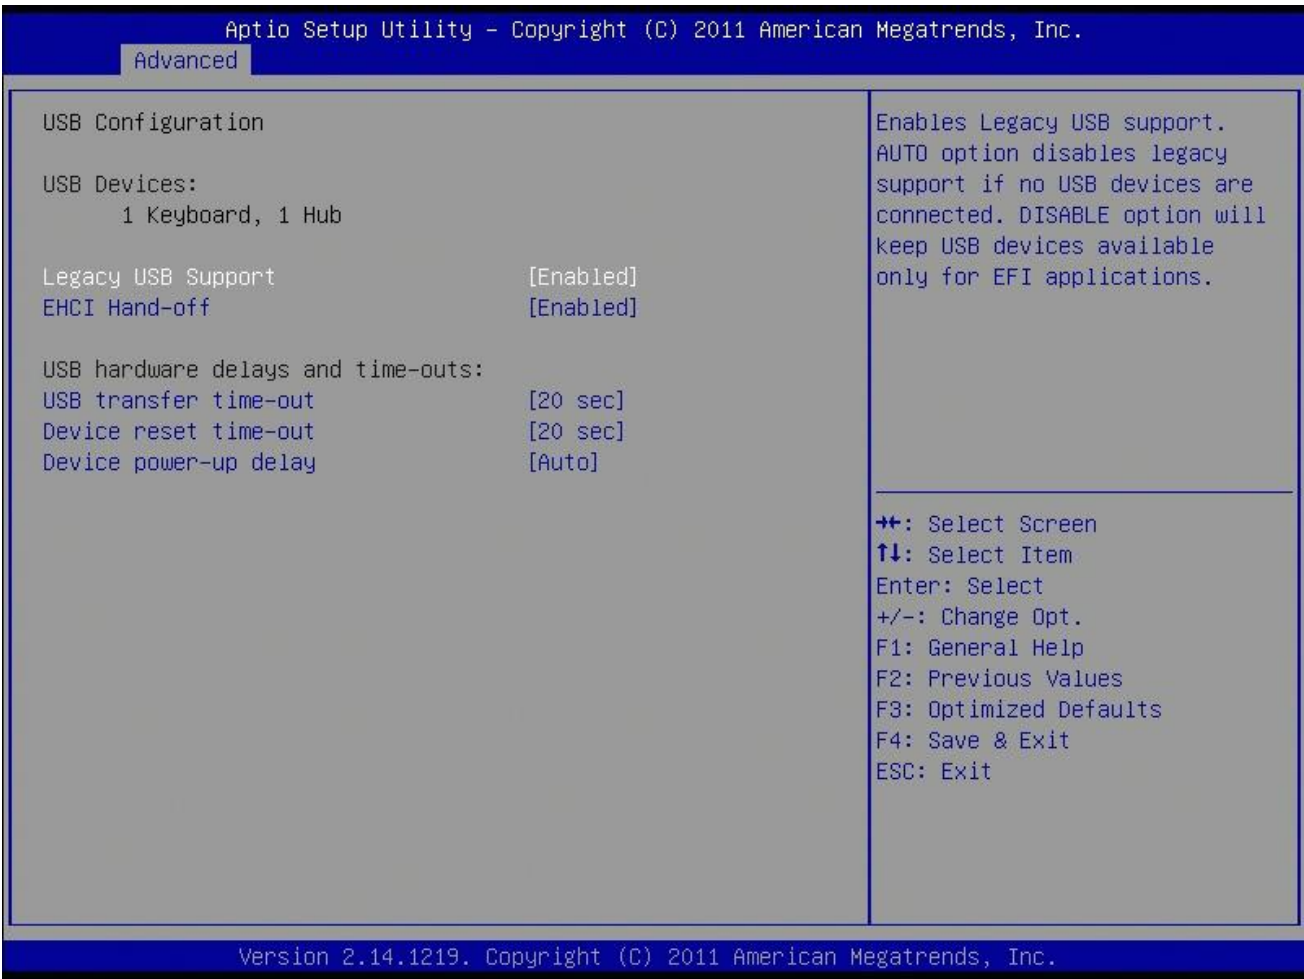 Aptio Setup Utility – Copyright (C) 2011 American Megatrends, Inc.
Advanced
USB Configuration
USB Devices:
1 Keyboard, 1 Hub
Legacy USB Support [Enabled]
EHCI Hand-off [Enabled]
USB hardware delays and time-outs:
USB transfer time-out [20 sec]
Device reset time-out [20 sec]
Device power-up delay [Auto]
Enables Legacy USB support.
AUTO option disables legacy
support if no USB devices are
connected. DISABLE option will
keep USB devices available
only for EFI applications.
→←: Select Screen
↑↓: Select Item
Enter: Select
+/-: Change Opt.
F1: General Help
F2: Previous Values
F3: Optimized Defaults
F4: Save & Exit
ESC: Exit
Version 2.14.1219. Copyright (C) 2011 American Megatrends, Inc.